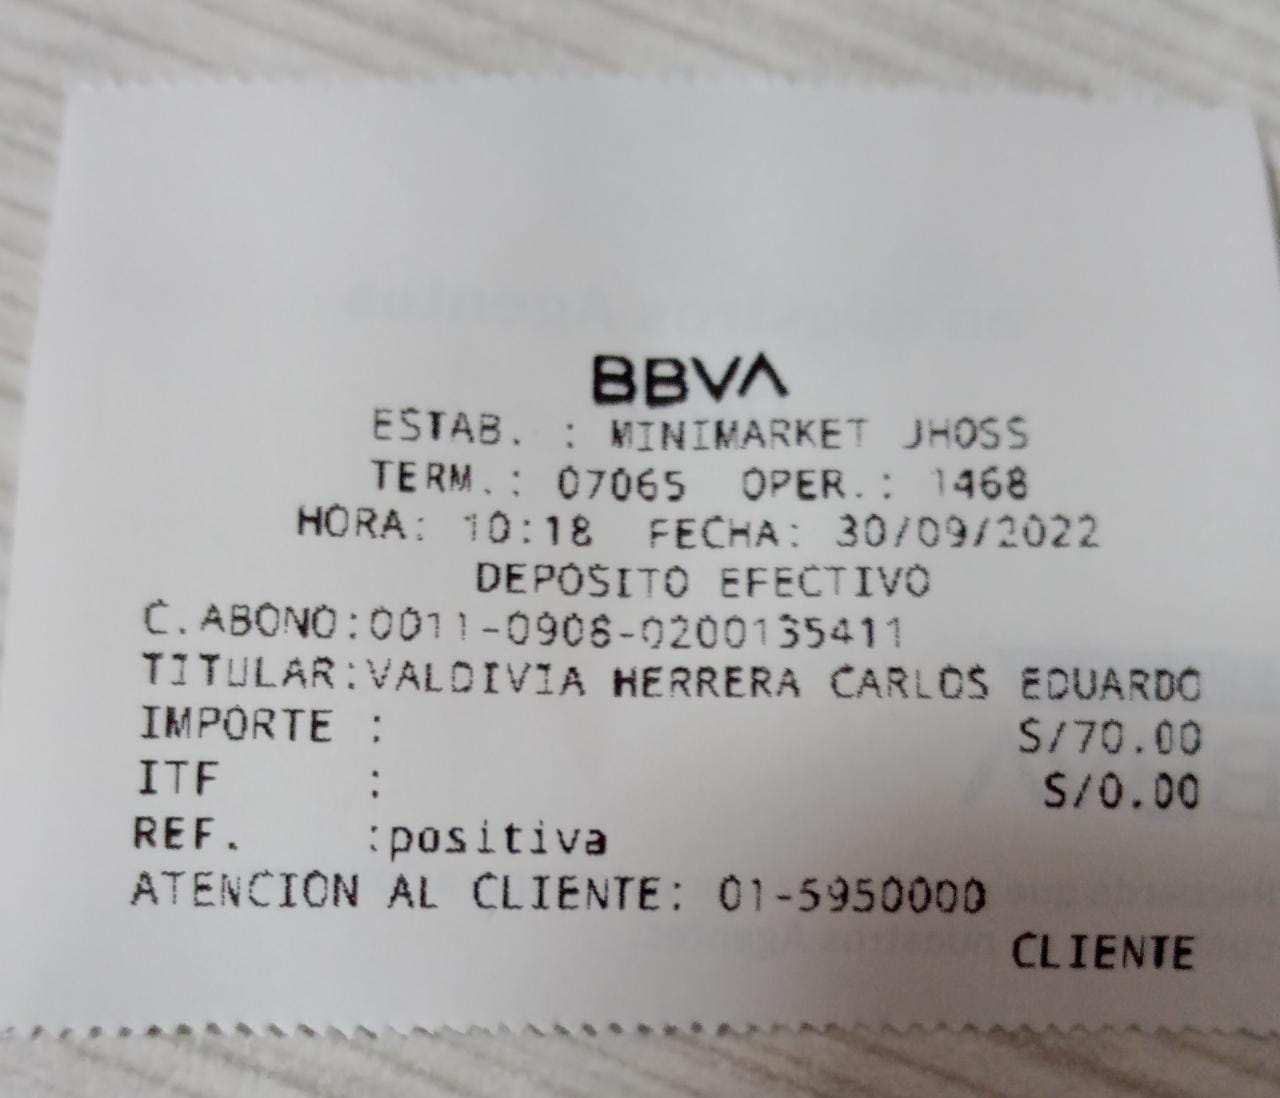 BBVA
ESTAB. : MINIMARKET JHOSS
TERM.: 07065 OPER.: 1468
HORA: 10:18 FECHA: 30/09/2022
DEPOSITO EFECTIVO
C.ABONO:0011-0906-0200135411
TITULAR:VALDIVIA HERRERA CARLOS EDUARDO
IMPORTE : S/70.00
ITF : S/0.00
REF. :positiva
ATENCION AL CLIENTE: 01-5950000
CLIENTE